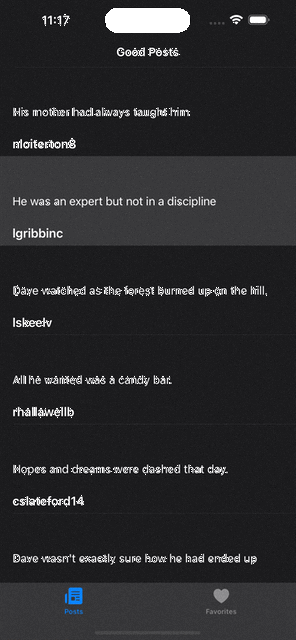 11:17
Good Posts
His mother had always taught him
He was an expert but not in a discipline
lgribbinc
Dave watched as the forest burned up on the hill,
lskeelv
All he wanted was a candy bar.
rhallawellb
Hopes and dreams were dashed that day.
cslateford14
Dave wasn't exactly sure how he had ended up
Posts
Favorites